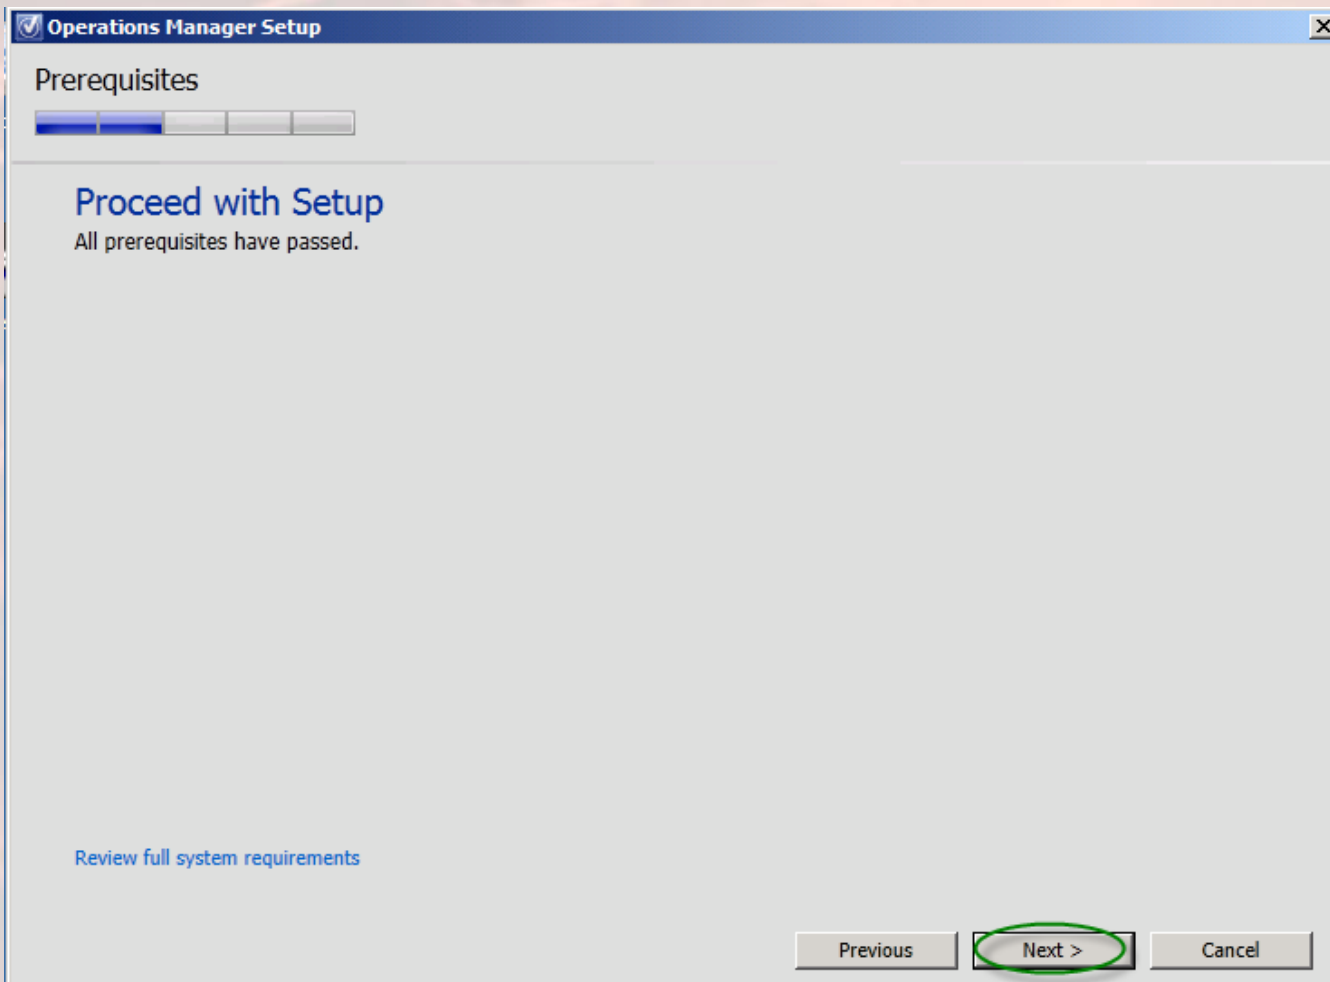 Operations Manager Setup
Prerequisites
Proceed with Setup
All prerequisites have passed.
Review full system requirements
Previous
Next >
Cancel